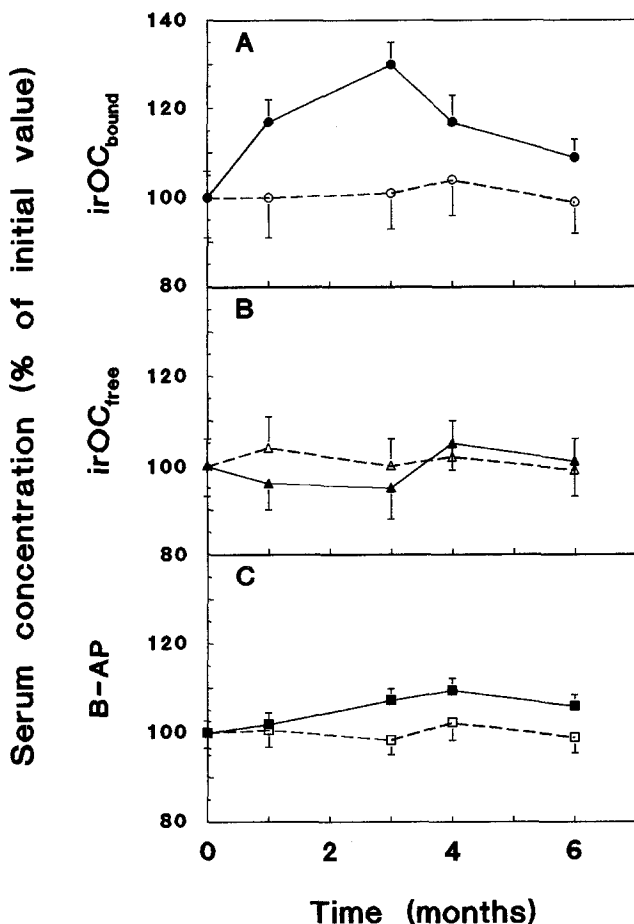 Serum concentration (% of initial value)
irOCbound
140
120
100
80
A
irOCfree
120
100
80
B
B-AP
120
100
80
C
0 2 4 6
Time (months)